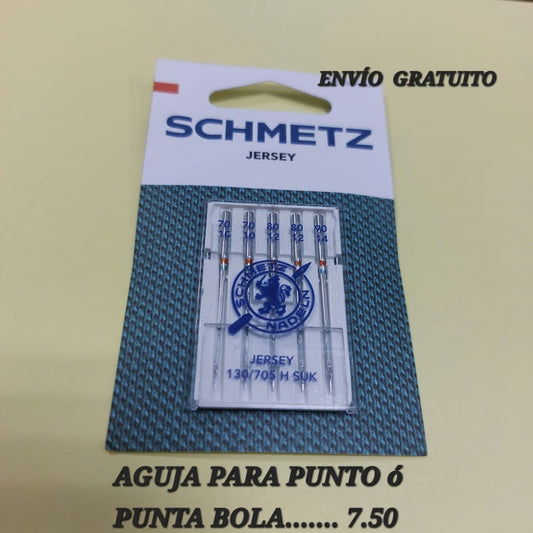 ENVÍO GRATUITO
SCHMETZ
JERSEY
70 70 80 80 90
10 10 12 12 14
SCHMETZ
NADELN
JERSEY
130/705 H SUK
AGUJA PARA PUNTO ó
PUNTA BOLA....... 7.50